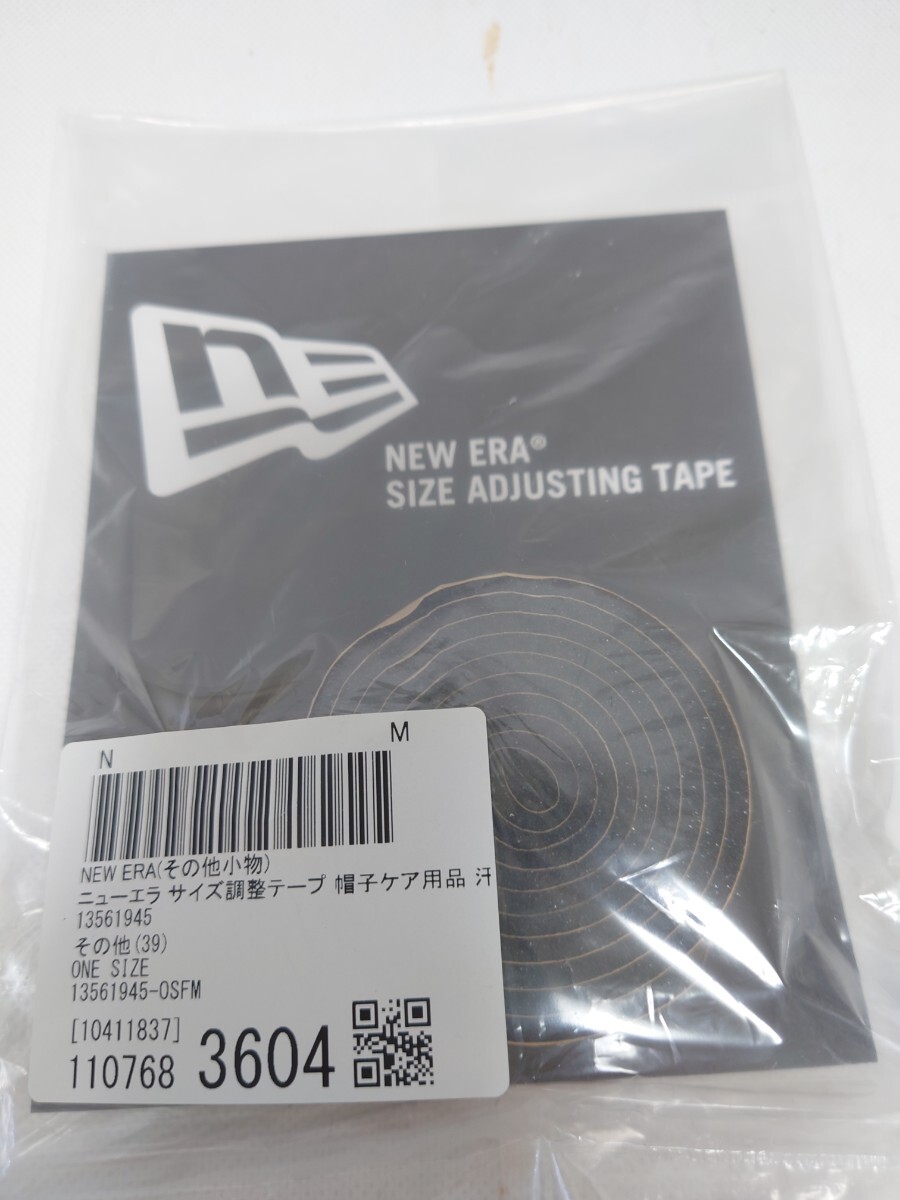 NEW ERA®
SIZE ADJUSTING TAPE
N M
NEW ERA(その他小物)
ニューエラ サイズ調整テープ 帽子ケア用品 汗
13561945
その他(39)
ONE SIZE
13561945-OSFM
[10411837]
110768 3604